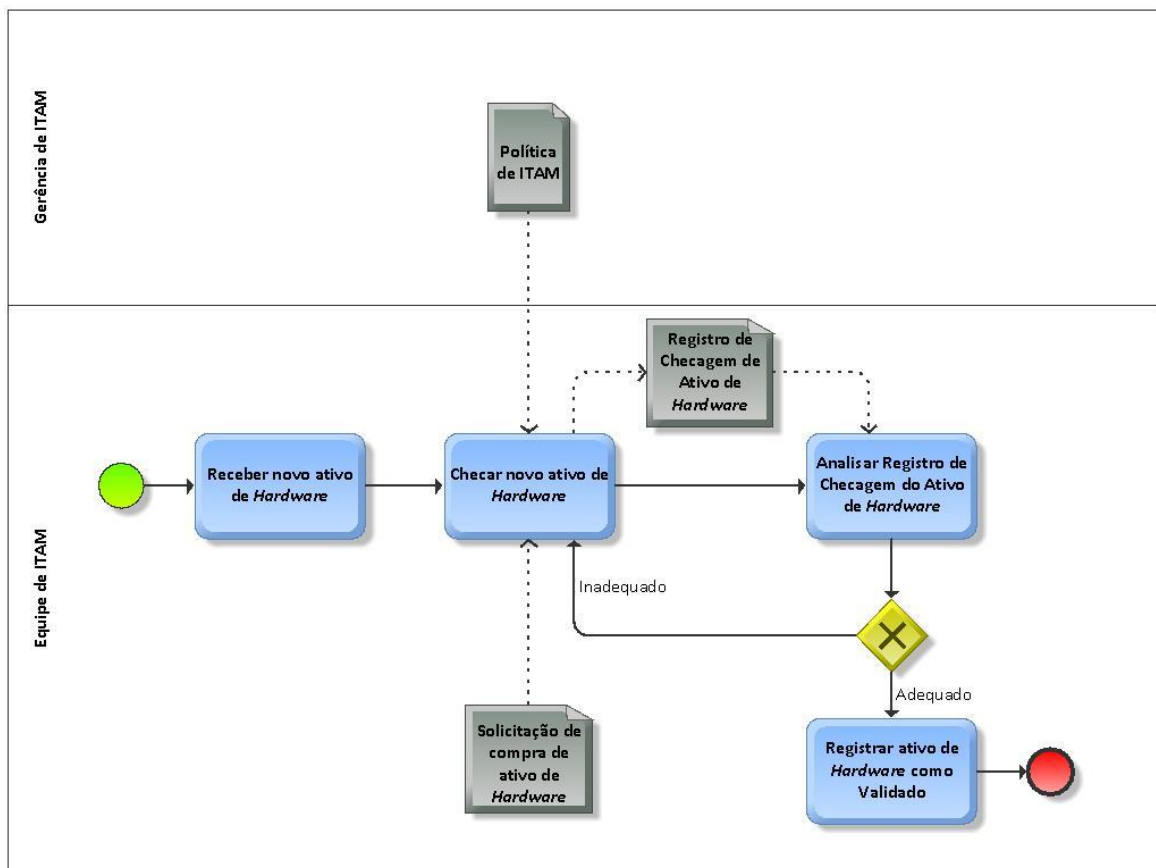 Gerência de ITAM
Política
de ITAM
Equipe de ITAM
Registro de
Checagem de
Ativo de
Hardware
Receber novo ativo
de Hardware
Checar novo ativo de
Hardware
Analisar Registro de
Checagem do Ativo
de Hardware
Inadequado
Adequado
Solicitação de
compra de
ativo de
Hardware
Registrar ativo de
Hardware como
Validado